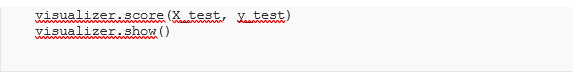 visualizer.score(X_test, y_test)
visualizer.show()